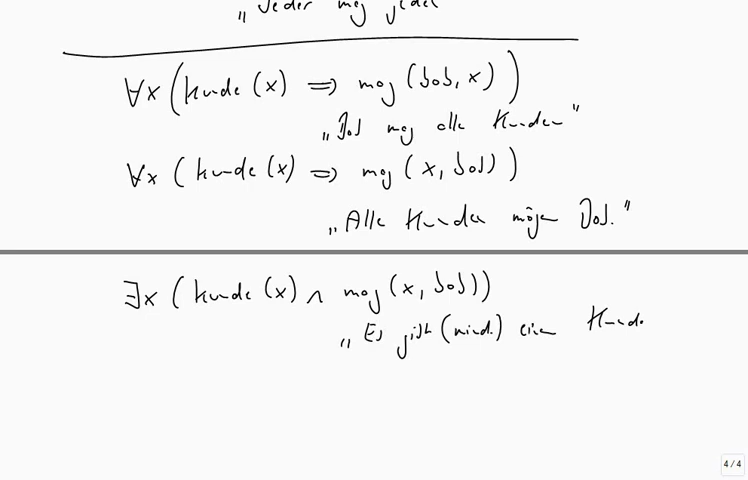 „Jeder mag jeden
∀x (kunde(x) ⇒ mag(bob, x))
„Bob mag alle Kunden"
∀x (kunde(x) ⇒ mag(x, bob))
„Alle Kunden mögen Bob."
∃x (kunde(x) ∧ mag(x, bob))
„Es gibt (mind.) einen Kunde
4/4